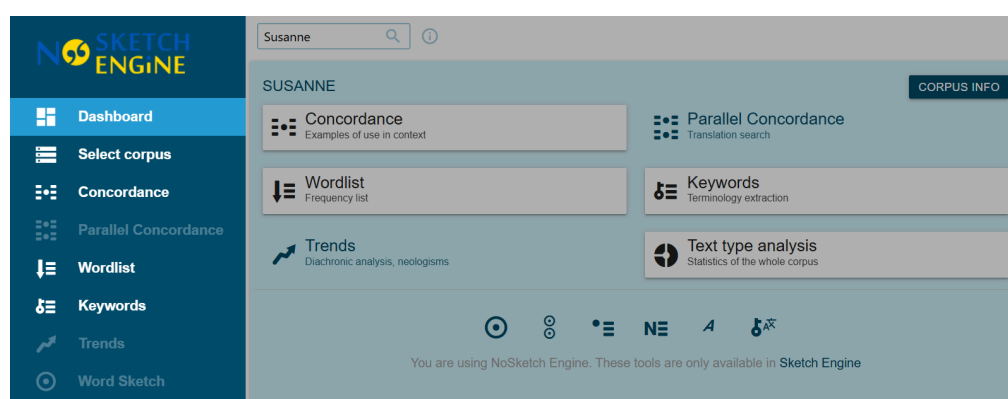 NO SKETCH
ENGINE
Dashboard
Select corpus
Concordance
Parallel Concordance
Wordlist
Keywords
Trends
Word Sketch
Susanne
SUSANNE
CORPUS INFO
Concordance
Examples of use in context
Parallel Concordance
Translation search
Wordlist
Frequency list
Keywords
Terminology extraction
Trends
Diachronic analysis, neologisms
Text type analysis
Statistics of the whole corpus
You are using NoSketch Engine. These tools are only available in Sketch Engine